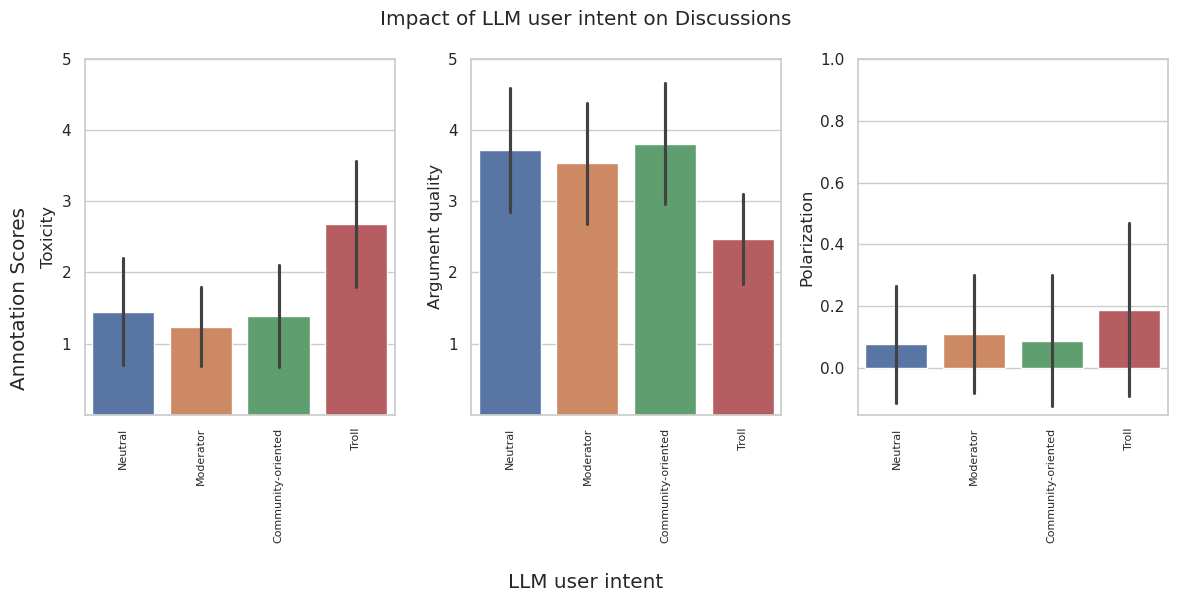 Impact of LLM user intent on Discussions
Annotation Scores
Toxicity
5
4
3
2
1
Neutral
Moderator
Community-oriented
Troll
Argument quality
5
4
3
2
1
Neutral
Moderator
Community-oriented
Troll
Polarization
1.0
0.8
0.6
0.4
0.2
0.0
Neutral
Moderator
Community-oriented
Troll
LLM user intent